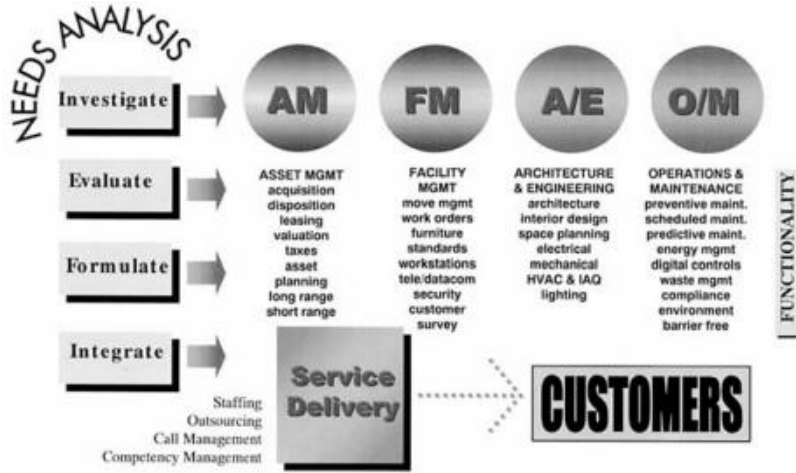 NEEDS ANALYSIS
Investigate
Evaluate
Formulate
Integrate
AM
FM
A/E
O/M
ASSET MGMT
acquisition
disposition
leasing
valuation
taxes
asset
planning
long range
short range
FACILITY
MGMT
move mgmt
work orders
furniture
standards
workstations
tele/datacom
security
customer
survey
ARCHITECTURE
& ENGINEERING
architecture
interior design
space planning
electrical
mechanical
HVAC & IAQ
lighting
OPERATIONS &
MAINTENANCE
preventive maint.
scheduled maint.
predictive maint.
energy mgmt
digital controls
waste mgmt
compliance
environment
barrier free
FUNCTIONALITY
Staffing
Outsourcing
Call Management
Competency Management
Service
Delivery
CUSTOMERS